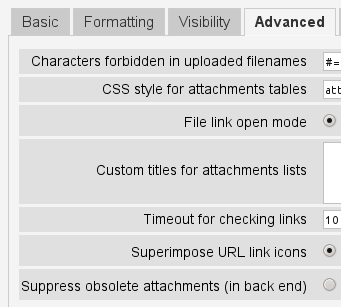 Basic Formatting Visibility Advanced
Characters forbidden in uploaded filenames #=
CSS style for attachments tables att
File link open mode
Custom titles for attachments lists
Timeout for checking links 10
Superimpose URL link icons
Suppress obsolete attachments (in back end)